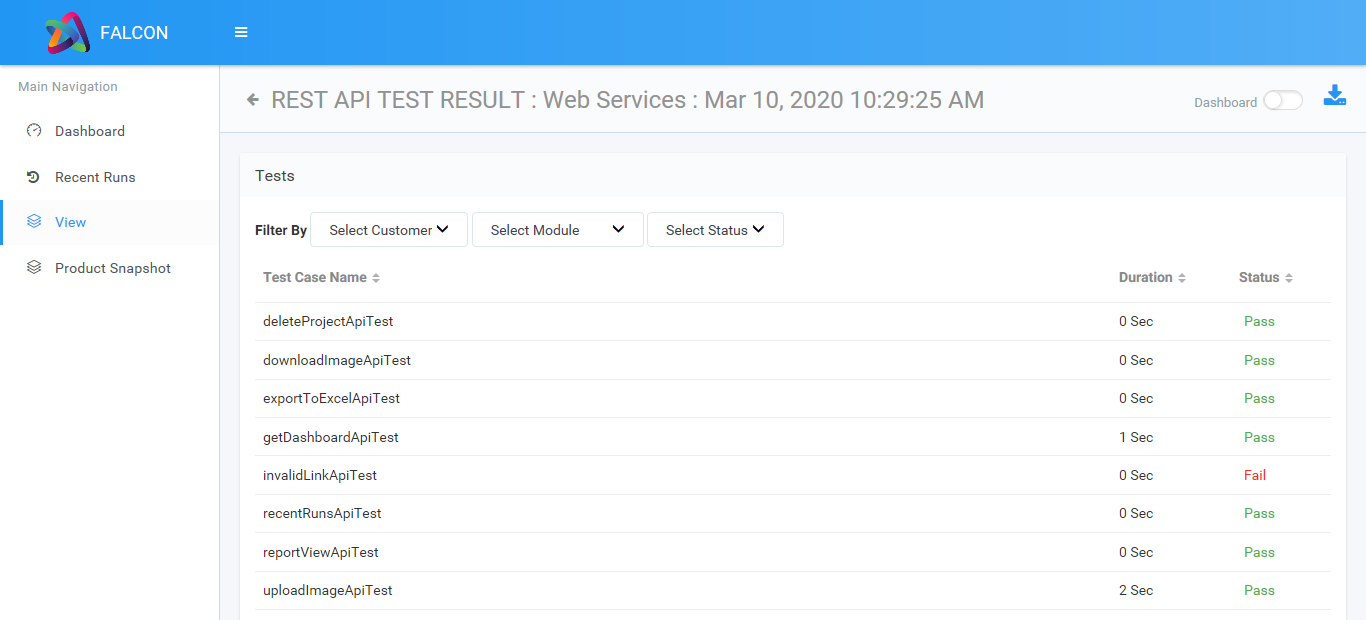 FALCON
Main Navigation
Dashboard
Recent Runs
View
Product Snapshot
REST API TEST RESULT : Web Services : Mar 10, 2020 10:29:25 AM
Dashboard
Tests
Filter By Select Customer Select Module Select Status
Test Case Name Duration Status
deleteProjectApiTest 0 Sec Pass
downloadImageApiTest 0 Sec Pass
exportToExcelApiTest 0 Sec Pass
getDashboardApiTest 1 Sec Pass
invalidLinkApiTest 0 Sec Fail
recentRunsApiTest 0 Sec Pass
reportViewApiTest 0 Sec Pass
uploadImageApiTest 2 Sec Pass